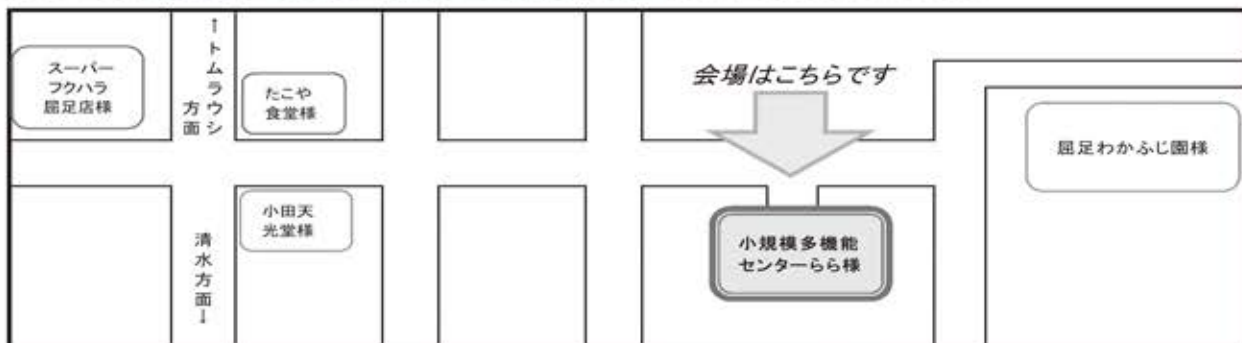 スーパー
フクハラ
屈足店様
↑トムラウシ
方面
たこや
食堂様
会場はこちらです
屈足わかふじ園様
小田天
光堂様
清水方面↓
小規模多機能
センターらら様